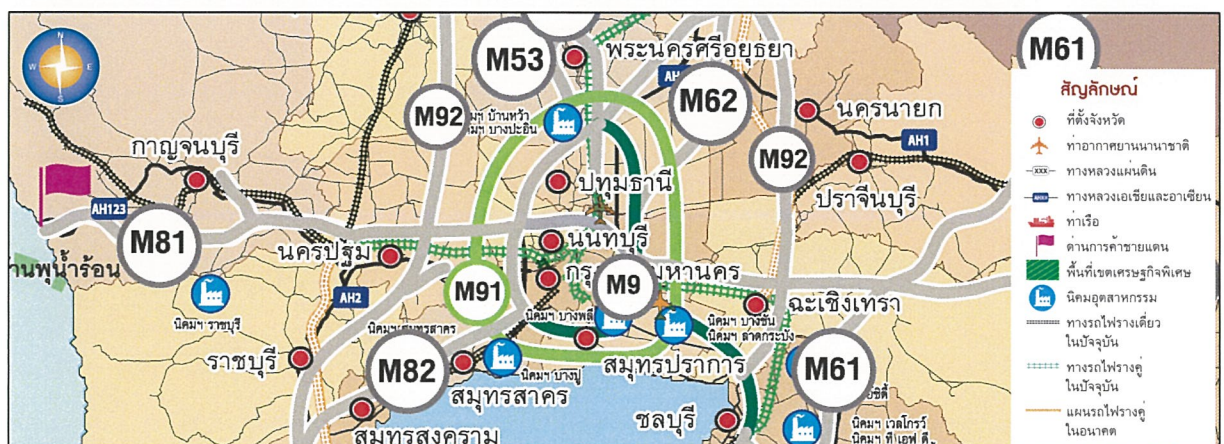 N
W
E
S
M53
พระนครศรีอยุธยา
M61
AH
M62
นครนายก
M92
นิคมฯ บางปะอิน
AH1
M92
กาญจนบุรี
ปทุมธานี
ปราจีนบุรี
AH123
M81
นครปฐม
นนทบุรี
M9
ฉะเชิงเทรา
AH2
M91
นิคมฯ ราชบุรี
นิคมฯ บางพลี
นิคมฯ บางชัน
นิคมฯ ลาดกระบัง
ราชบุรี
M82
นิคมฯ บางปู
สมุทรปราการ
M61
สมุทรสาคร
สมุทรสงคราม
ชลบุรี
นิคมฯ เวลโกรว์
นิคมฯ ทีเอฟ ดี
สัญลักษณ์
ที่ตั้งจังหวัด
ท่าอากาศยานนานาชาติ
XXX
ทางหลวงแผ่นดิน
ทางหลวงเอเชียและอาเซียน
ท่าเรือ
ด่านการค้าชายแดน
พื้นที่เขตเศรษฐกิจพิเศษ
นิคมอุตสาหกรรม
ทางรถไฟรางเดี่ยว
ในปัจจุบัน
ทางรถไฟรางคู่
ในปัจจุบัน
แผนรถไฟรางคู่
ในอนาคต